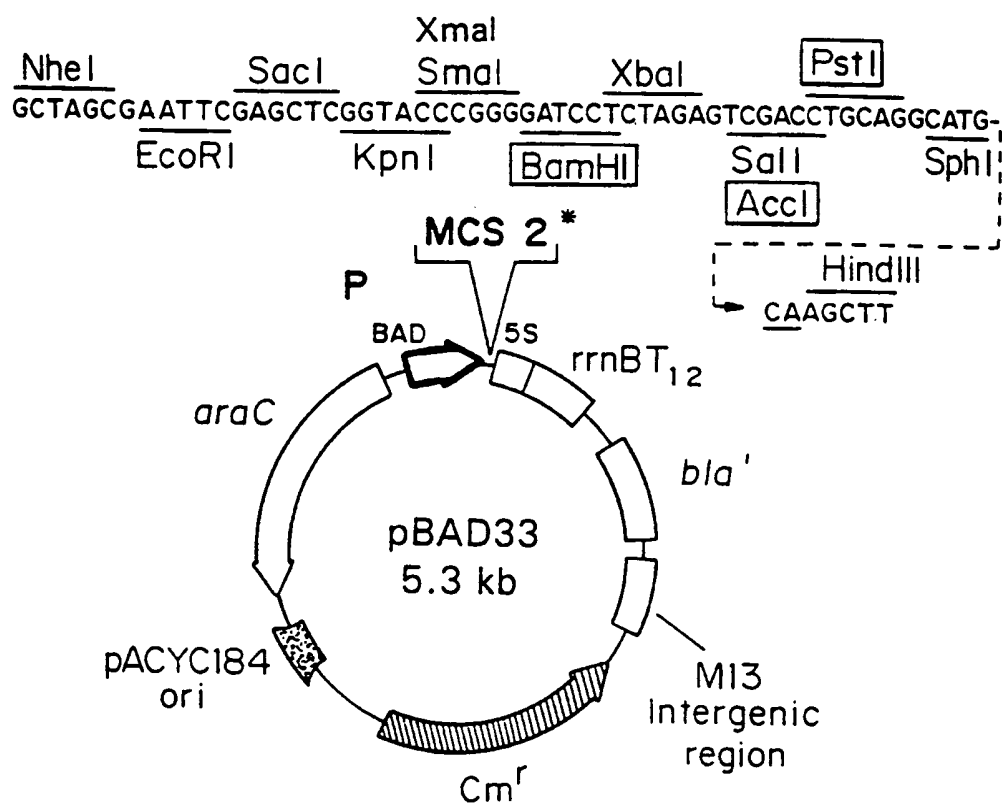 XmaI
NheI SacI SmaI XbaI PstI
GCTAGCGAATTCGAGCTCGGTACCCGGGGATCCTCTAGAGTCGACCTGCAGGCATG-
EcoRI KpnI BamHI SalI SphI
AccI
HindIII
CAAGCTT
MCS 2*
P
BAD 5S
rrnBT12
araC
bla'
pBAD33
5.3 kb
pACYC184
ori
M13
Intergenic
region
Cmr